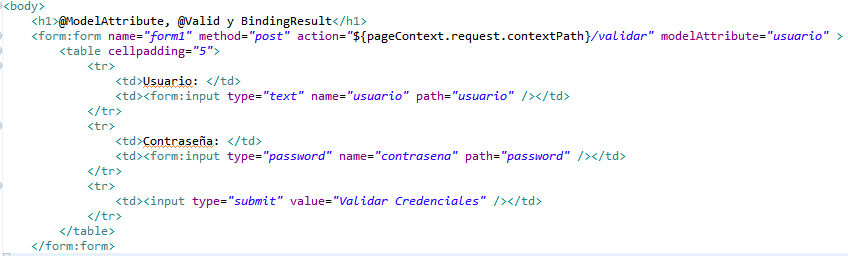 <body>
<h1>@ModelAttribute, @Valid y BindingResult</h1>
<form:form name="form1" method="post" action="${pageContext.request.contextPath}/validar" modelAttribute="usuario" >
<table cellpadding="5">
<tr>
<td>Usuario: </td>
<td><form:input type="text" name="usuario" path="usuario" /></td>
</tr>
<tr>
<td>Contraseña: </td>
<td><form:input type="password" name="contrasena" path="password" /></td>
</tr>
<tr>
<td><input type="submit" value="Validar Credenciales" /></td>
</tr>
</table>
</form:form>